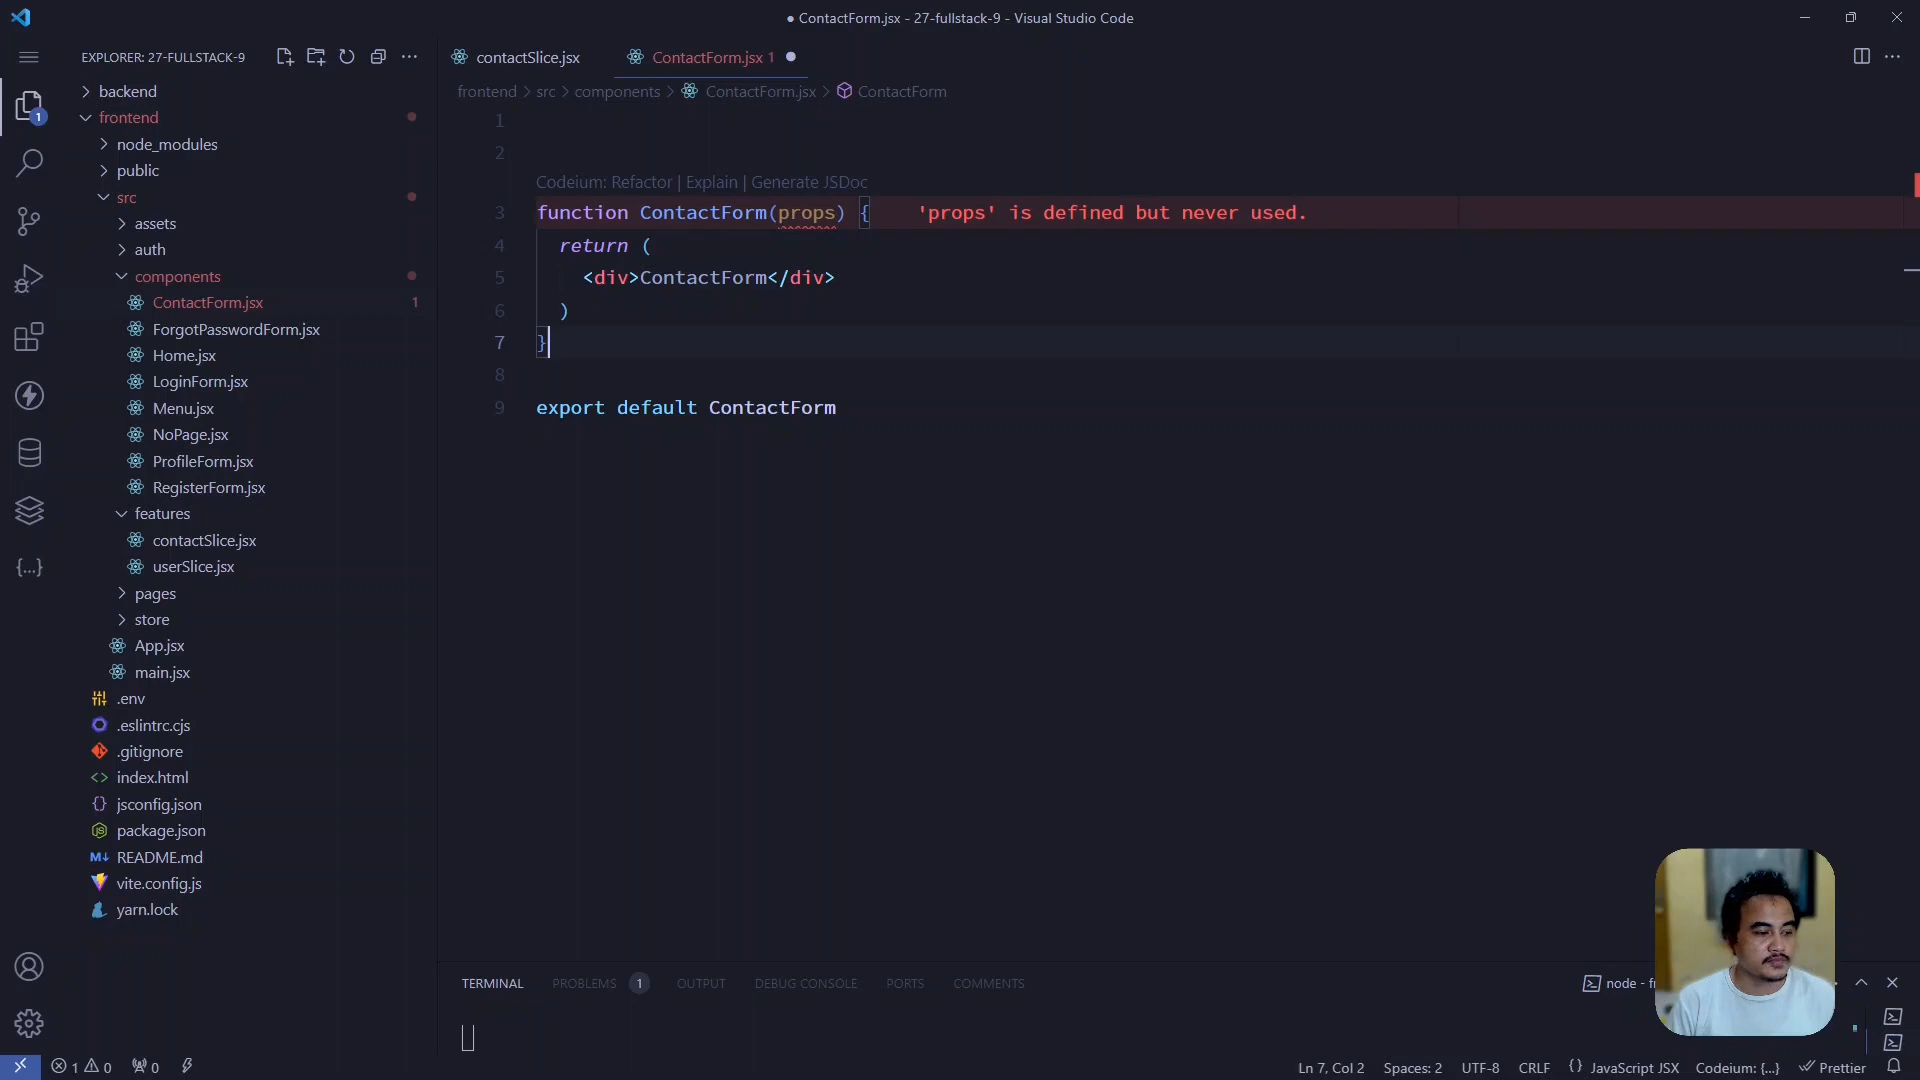 ● ContactForm.jsx - 27-fullstack-9 - Visual Studio Code
EXPLORER: 27-FULLSTACK-9
contactSlice.jsx
ContactForm.jsx 1
frontend > src > components > ContactForm.jsx > ContactForm
1
backend
frontend
node_modules
public
src
assets
auth
components
ContactForm.jsx 1
ForgotPasswordForm.jsx
Home.jsx
LoginForm.jsx
Menu.jsx
NoPage.jsx
ProfileForm.jsx
RegisterForm.jsx
features
contactSlice.jsx
userSlice.jsx
pages
store
App.jsx
main.jsx
.env
.eslintrc.cjs
.gitignore
index.html
jsconfig.json
package.json
README.md
vite.config.js
yarn.lock
1
2
Codeium: Refactor | Explain | Generate JSDoc
3 function ContactForm(props) { 'props' is defined but never used.
4 return (
5 <div>ContactForm</div>
6 )
7 }
8
9 export default ContactForm
TERMINAL PROBLEMS 1 OUTPUT DEBUG CONSOLE PORTS COMMENTS
node - 
1 0 0
Ln 7, Col 2 Spaces: 2 UTF-8 CRLF {} JavaScript JSX Codeium: {...} Prettier